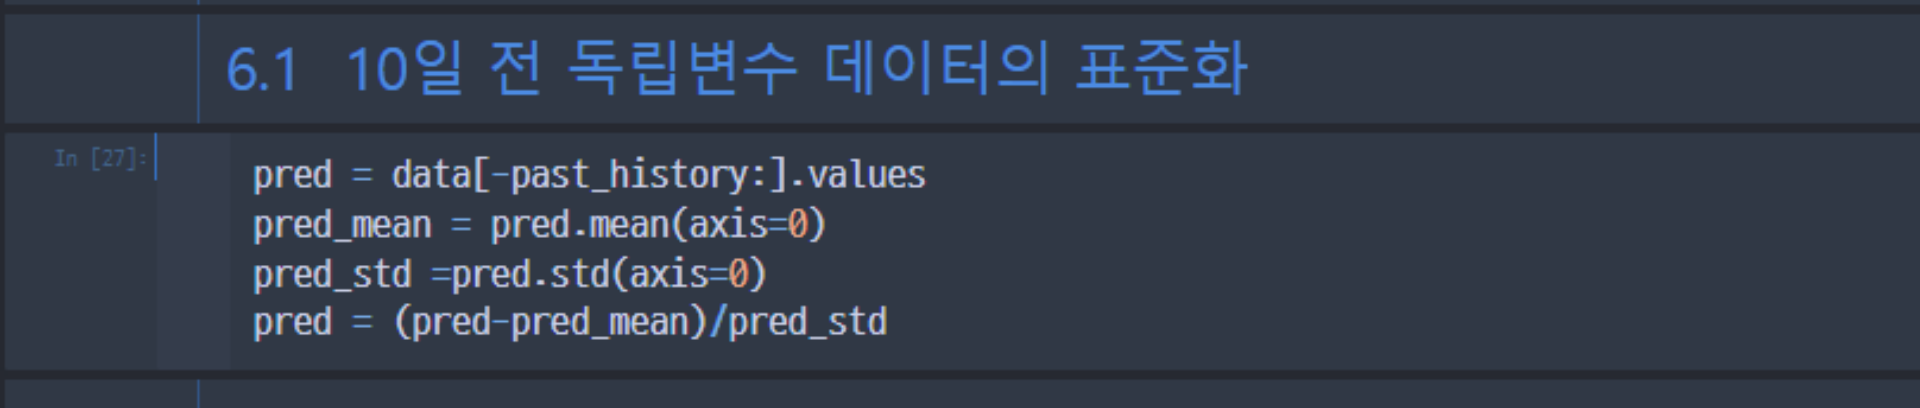 6.1 10일 전 독립변수 데이터의 표준화
In [27]:
pred = data[-past_history:].values
pred_mean = pred.mean(axis=0)
pred_std =pred.std(axis=0)
pred = (pred-pred_mean)/pred_std